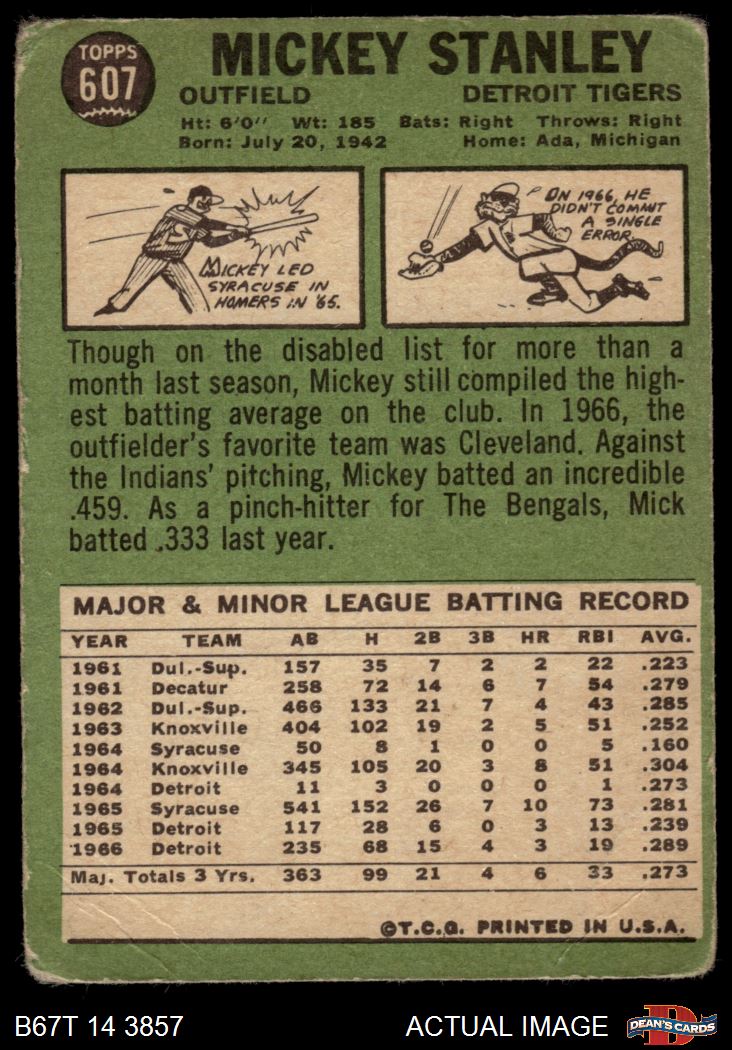 TOPPS
607
MICKEY STANLEY
OUTFIELD DETROIT TIGERS
Ht: 6'0'' Wt: 185 Bats: Right Throws: Right
Born: July 20, 1942 Home: Ada, Michigan
MICKEY LED
SYRACUSE IN
HOMERS IN '65.
ON 1966, HE
DIDN'T COMMIT
A SINGLE
ERROR.
Though on the disabled list for more than a
month last season, Mickey still compiled the high-
est batting average on the club. In 1966, the
outfielder's favorite team was Cleveland. Against
the Indians' pitching, Mickey batted an incredible
.459. As a pinch-hitter for The Bengals, Mick
batted .333 last year.
MAJOR & MINOR LEAGUE BATTING RECORD
YEAR TEAM AB H 2B 3B HR RBI AVG.
1961 Dul.-Sup. 157 35 7 2 2 22 .223
1961 Decatur 258 72 14 6 7 54 .279
1962 Dul.-Sup. 466 133 21 7 4 43 .285
1963 Knoxville 404 102 19 2 5 51 .252
1964 Syracuse 50 8 1 0 0 5 .160
1964 Knoxville 345 105 20 3 8 51 .304
1964 Detroit 11 3 0 0 0 1 .273
1965 Syracuse 541 152 26 7 10 73 .281
1965 Detroit 117 28 6 0 3 13 .239
1966 Detroit 235 68 15 4 3 19 .289
Maj. Totals 3 Yrs. 363 99 21 4 6 33 .273
©T.C.G. PRINTED IN U.S.A.
B67T 14 3857 ACTUAL IMAGE
D
DEAN'S CARDS